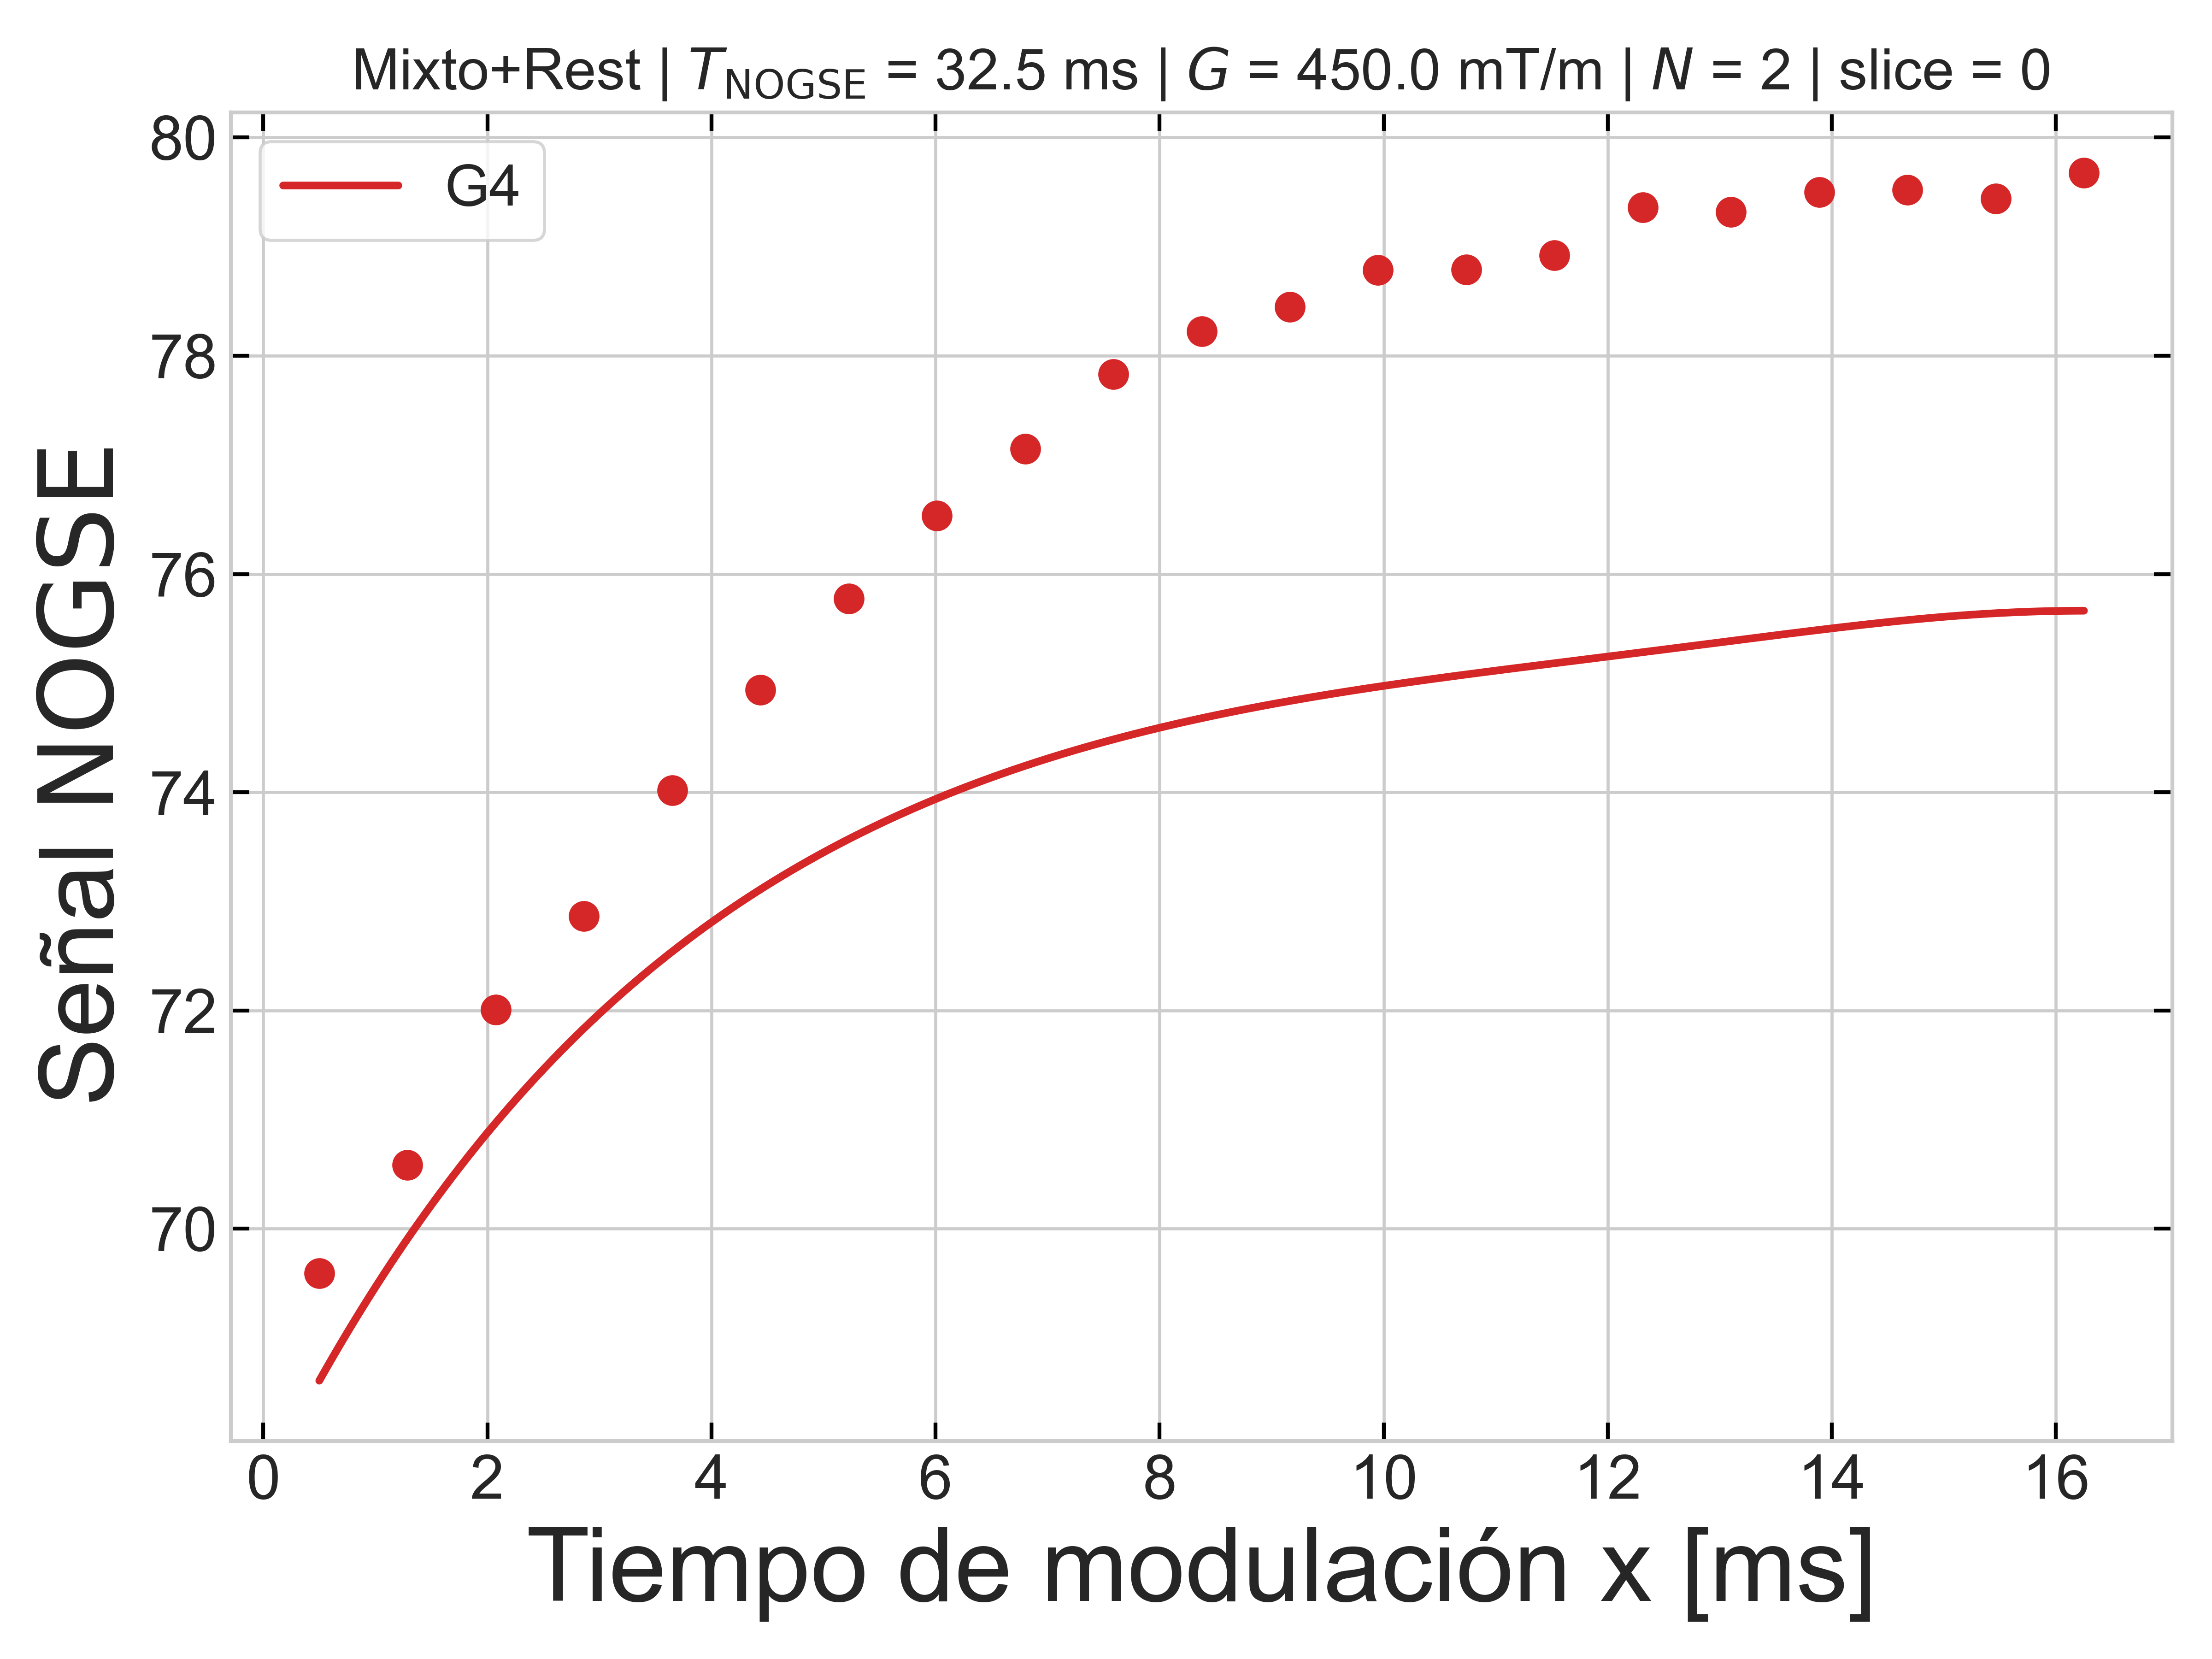 Mixto+Rest | T_NOGSE = 32.5 ms | G = 450.0 mT/m | N = 2 | slice = 0
G4
80
78
76
74
72
70
Señal NOGSE
0 2 4 6 8 10 12 14 16
Tiempo de modulación x [ms]